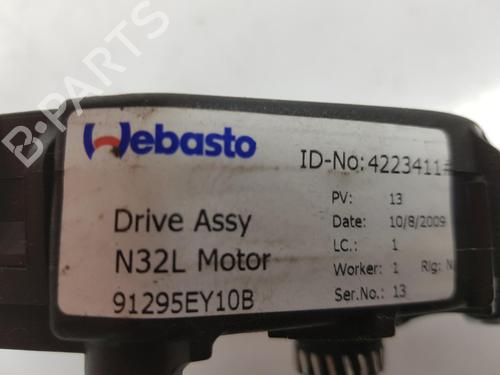 Webasto
ID-No: 4223411
Drive Assy
N32L Motor
91295EY10B
PV: 13
Date: 10/8/2009
LC.: 1
Worker: 1 Rig:
Ser.No.: 13
B-PARTS